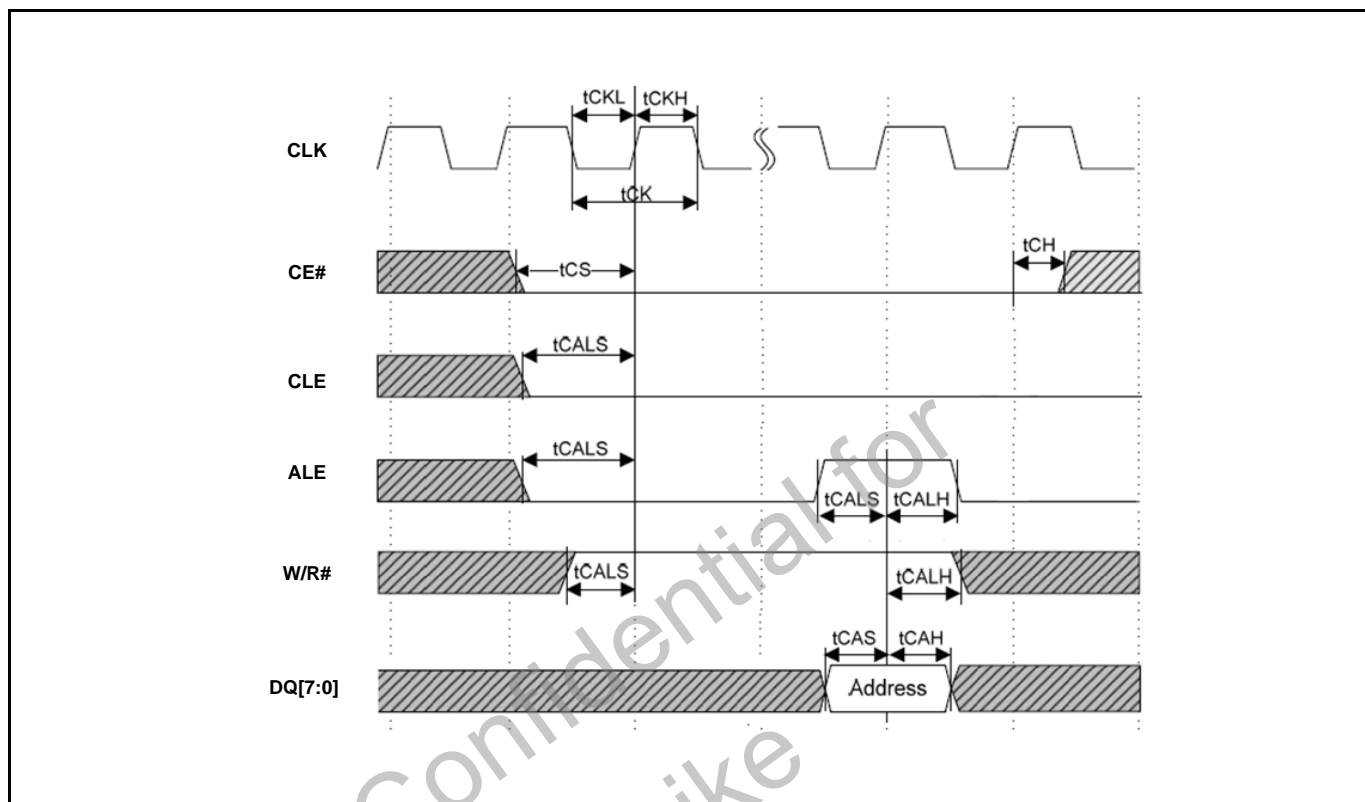 tCKL tCKH
CLK
tCK
tCH
CE# tCS
tCALS
CLE
tCALS
ALE
tCALS tCALH
W/R# tCALS tCALH
tCAS tCAH
DQ[7:0] Address
Confidential for
ike